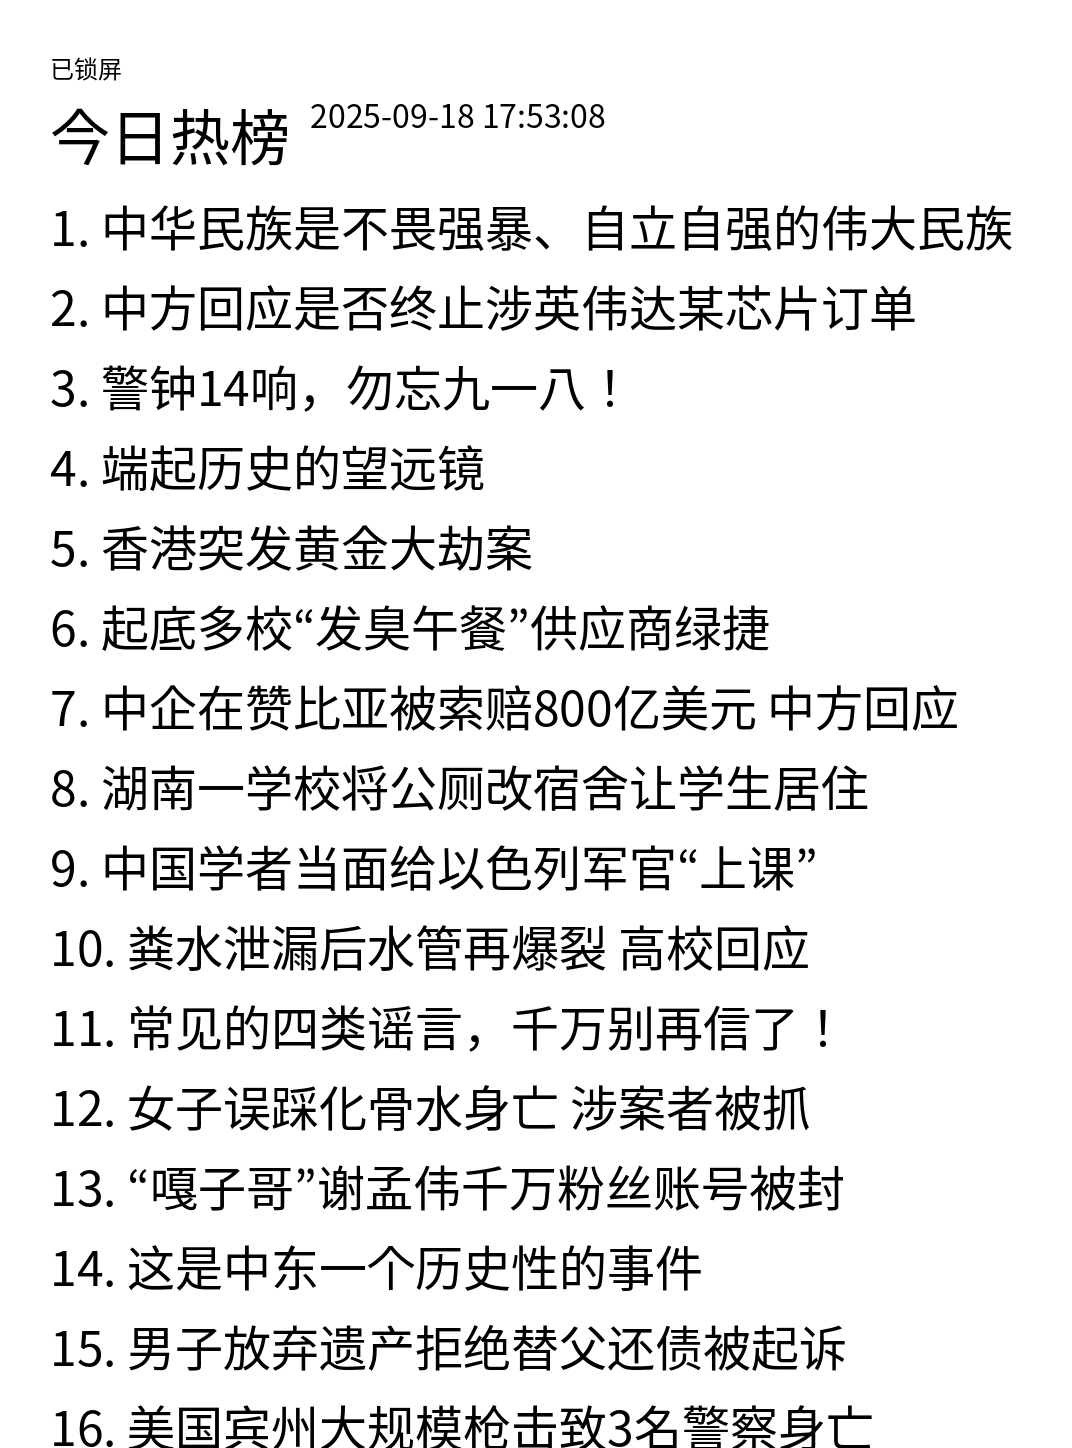 已锁屏
今日热榜 2025-09-18 17:53:08
1. 中华民族是不畏强暴、自立自强的伟大民族
2. 中方回应是否终止涉英伟达某芯片订单
3. 警钟14响，勿忘九一八！
4. 端起历史的望远镜
5. 香港突发黄金大劫案
6. 起底多校“发臭午餐”供应商绿捷
7. 中企在赞比亚被索赔800亿美元 中方回应
8. 湖南一学校将公厕改宿舍让学生居住
9. 中国学者当面给以色列军官“上课”
10. 粪水泄漏后水管再爆裂 高校回应
11. 常见的四类谣言，千万别再信了！
12. 女子误踩化骨水身亡 涉案者被抓
13. “嘎子哥”谢孟伟千万粉丝账号被封
14. 这是中东一个历史性的事件
15. 男子放弃遗产拒绝替父还债被起诉
16. 美国宾州大规模枪击致3名警察身亡